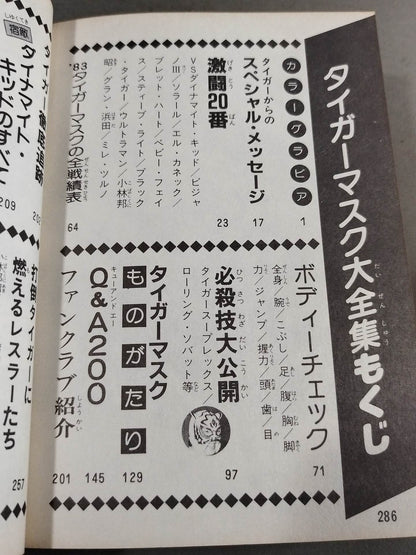 タイガーマスク大全集もくじ
カラーグラビア
1
タイガーからの
スペシャル・メッセージ
17
激闘20番
23
VSダイナマイト・キッド/ビジャ
ノⅢ/ソラール/エル・カネック/
ブレット・ハート/ベビー・フェイ
ス/スティーブ・ライト/ブラック
・タイガー/ウルトラマン/小林邦
昭/グラン・浜田/ミレ・ツルノ
'83タイガーマスクの全戦績表
64
ボディーチェック
71
全身/腕/こぶし/足/腹/胸/脚
力/ジャンプ/握力/頭/歯/目
必殺技大公開
97
タイガースープレックス/
ローリング・ソバット等
タイガーマスク
ものがたり
129
Q&A200
145
ファンクラブ紹介
201
宿敵
ダイナマイト・
キッドのすべて
209
打倒タイガーに
燃えるレスラーたち
257
286